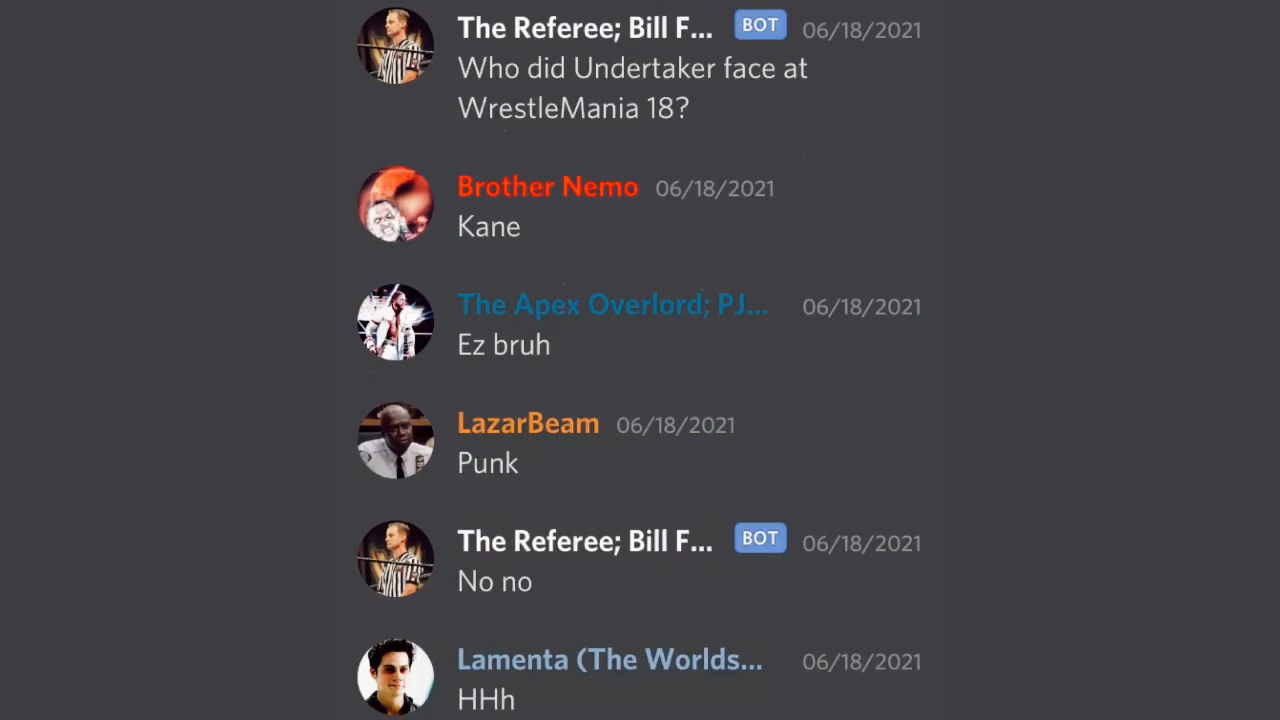 The Referee; Bill F... BOT 06/18/2021
Who did Undertaker face at
WrestleMania 18?
Brother Nemo 06/18/2021
Kane
The Apex Overlord; PJ... 06/18/2021
Ez bruh
LazarBeam 06/18/2021
Punk
The Referee; Bill F... BOT 06/18/2021
No no
Lamenta (The Worlds... 06/18/2021
HHh